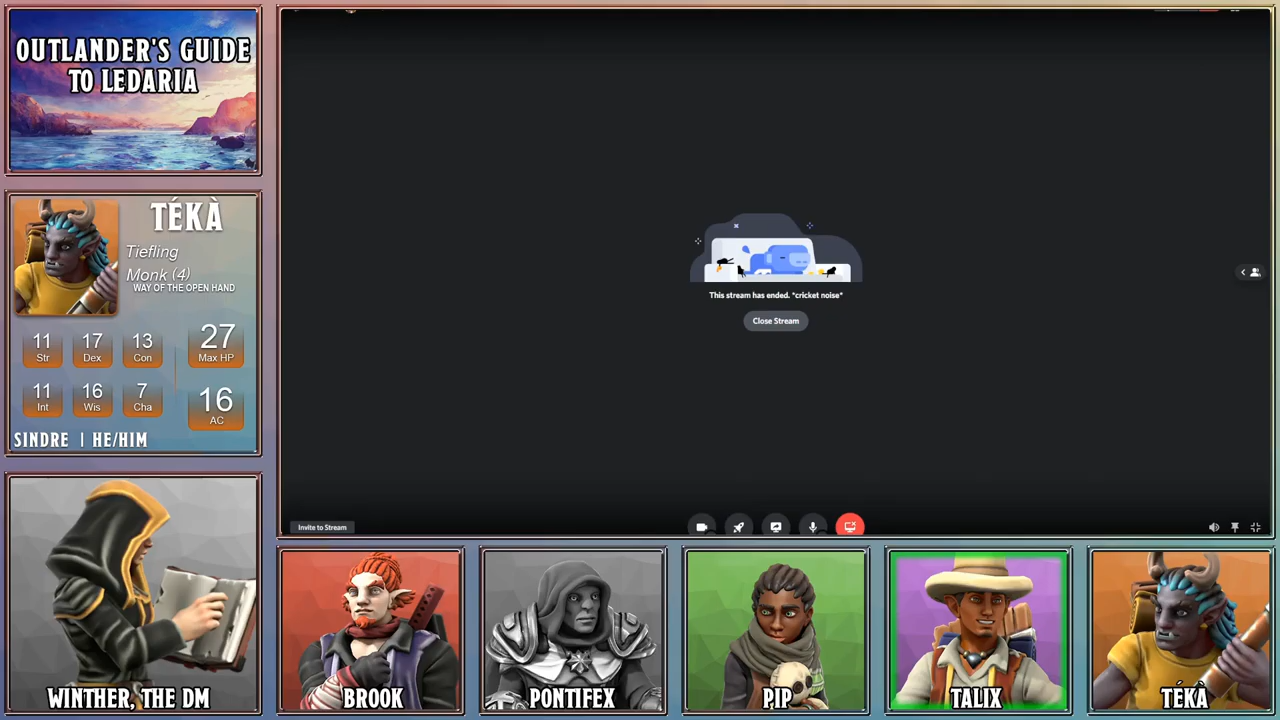 OUTLANDER'S GUIDE
TO LEDARIA
TÉKÀ
Tiefling
Monk (4)
WAY OF THE OPEN HAND
11
Str
17
Dex
13
Con
27
Max HP
11
Int
16
Wis
7
Cha
16
AC
SINDRE | HE/HIM
This stream has ended. *cricket noise*
Close Stream
Invite to Stream
WINTHER, THE DM
BROOK
PONTIFEX
PIP
TALIX
TÉKÀ